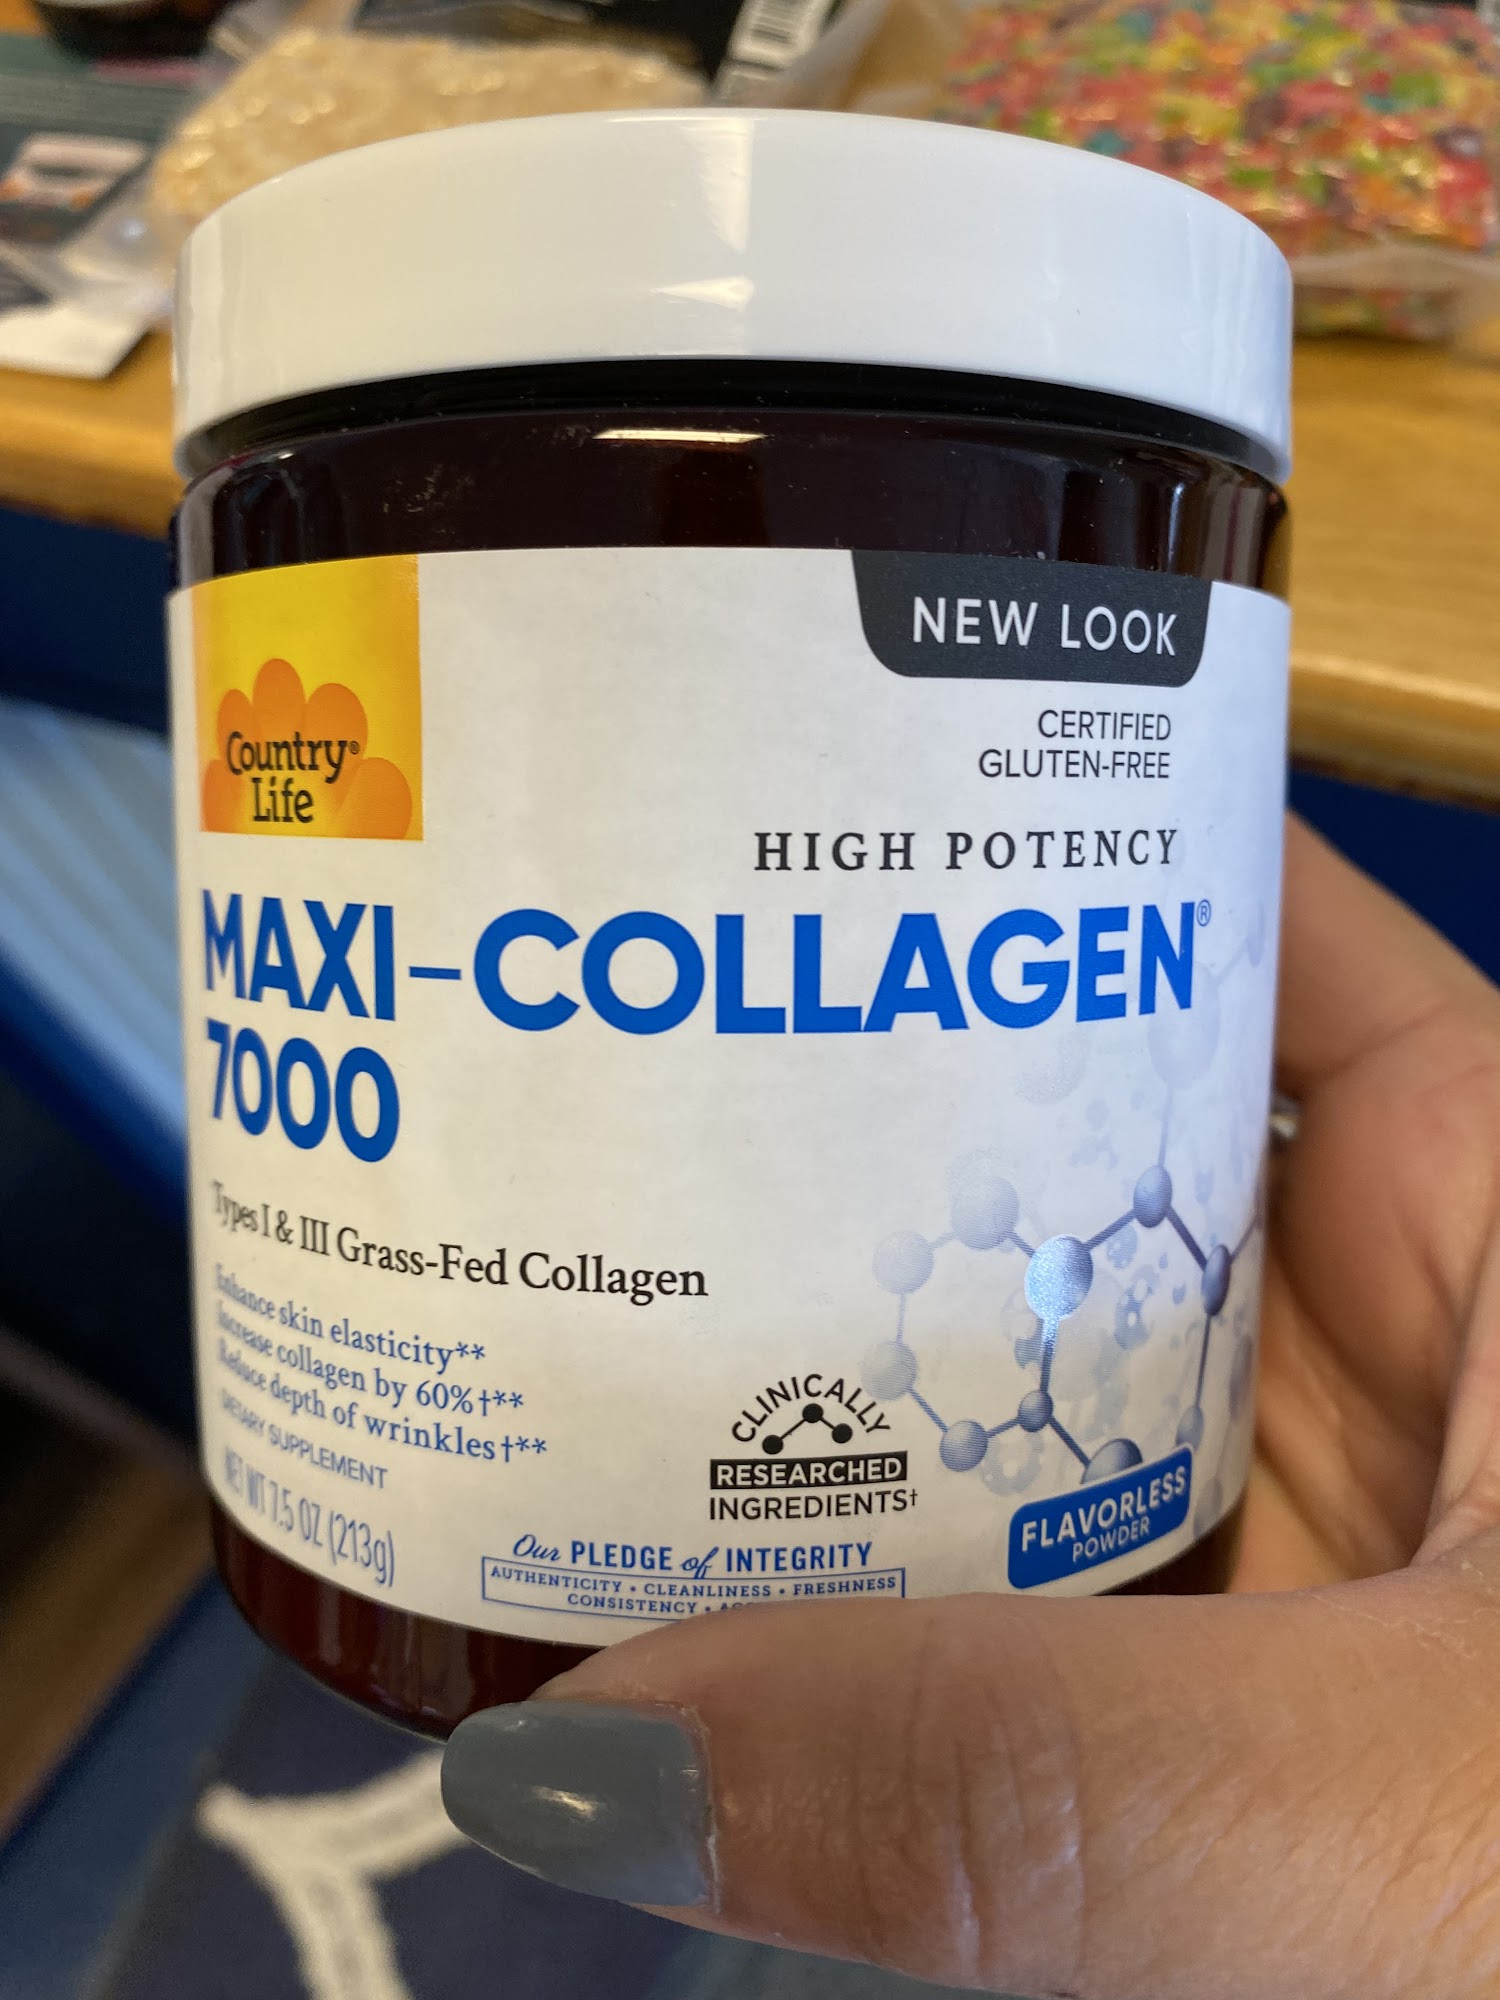 Country®
Life
NEW LOOK
CERTIFIED
GLUTEN-FREE
HIGH POTENCY
MAXI-COLLAGEN®
7000
Types I & III Grass-Fed Collagen
Enhance skin elasticity**
Increase collagen by 60%†**
Reduce depth of wrinkles†**
DIETARY SUPPLEMENT
NET WT 7.5 OZ (213g)
CLINICALLY
RESEARCHED
INGREDIENTS†
Our PLEDGE of INTEGRITY
AUTHENTICITY • CLEANLINESS • FRESHNESS
CONSISTENCY •
FLAVORLESS
POWDER